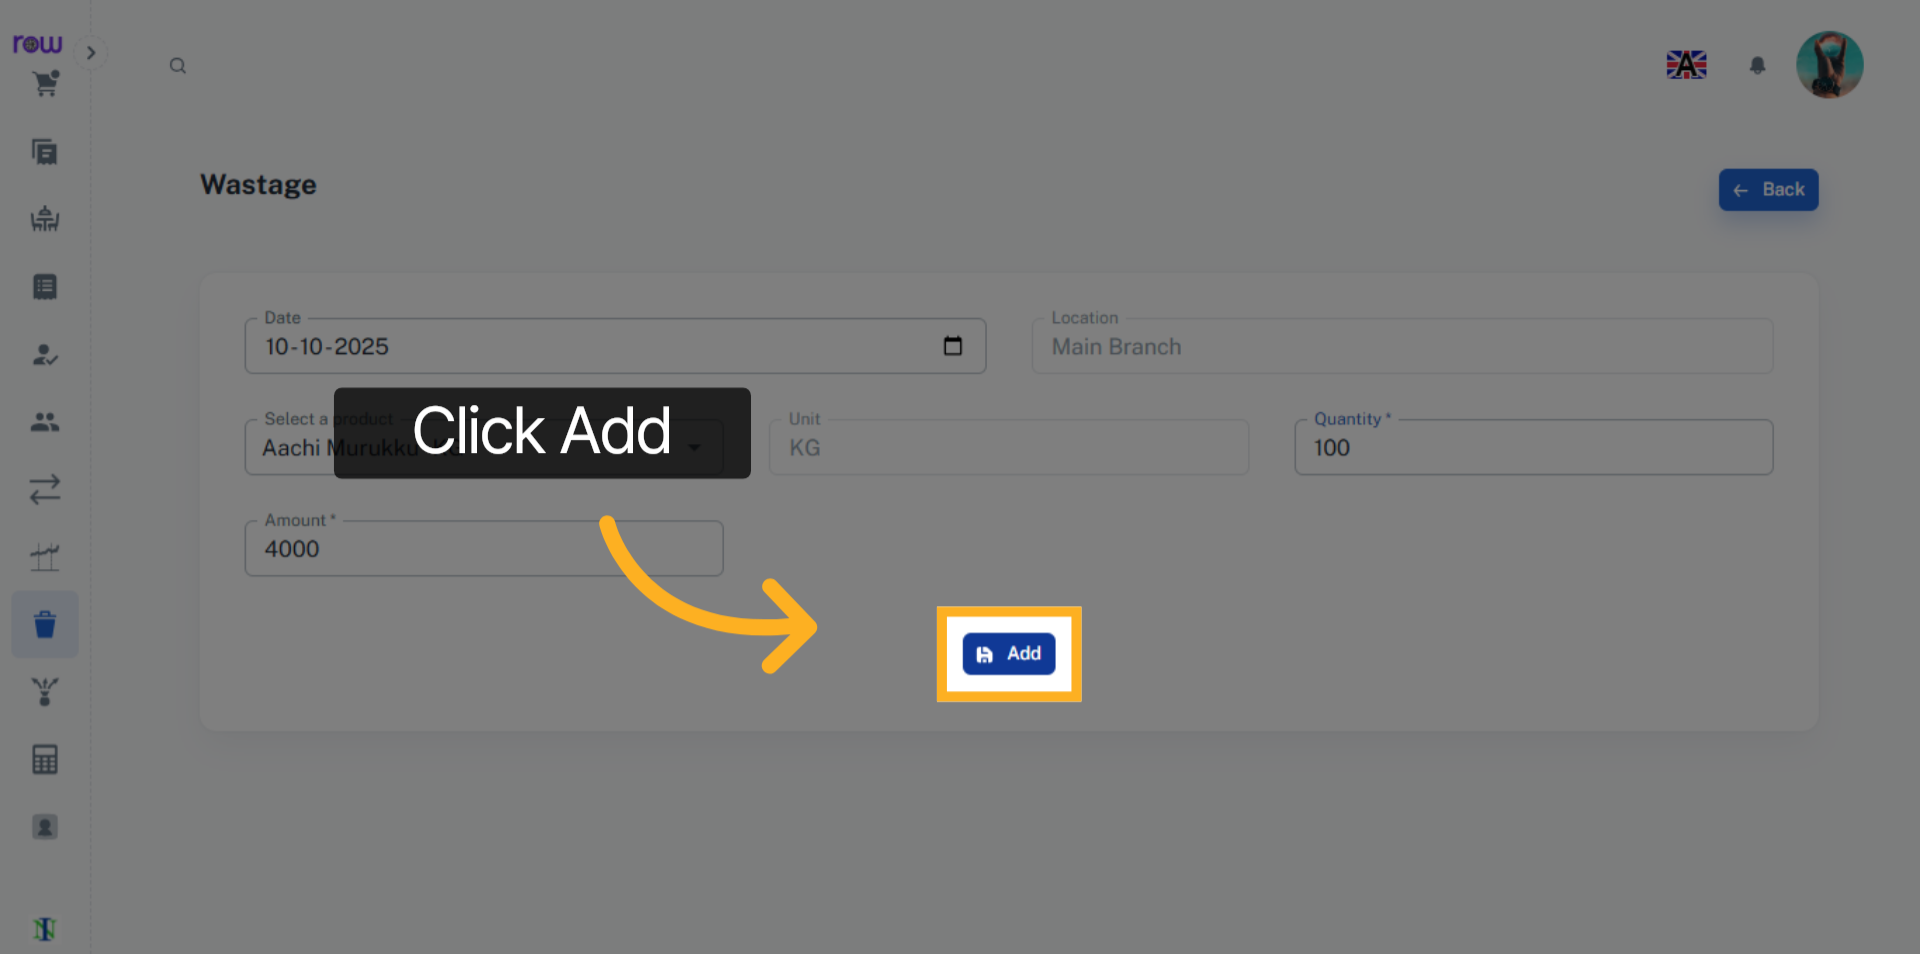 row
A
Wastage
Back
Date
10-10-2025
Location
Main Branch
Select a product
Aachi Murukku
Click Add
Unit
KG
Quantity *
100
Amount *
4000
Add
N